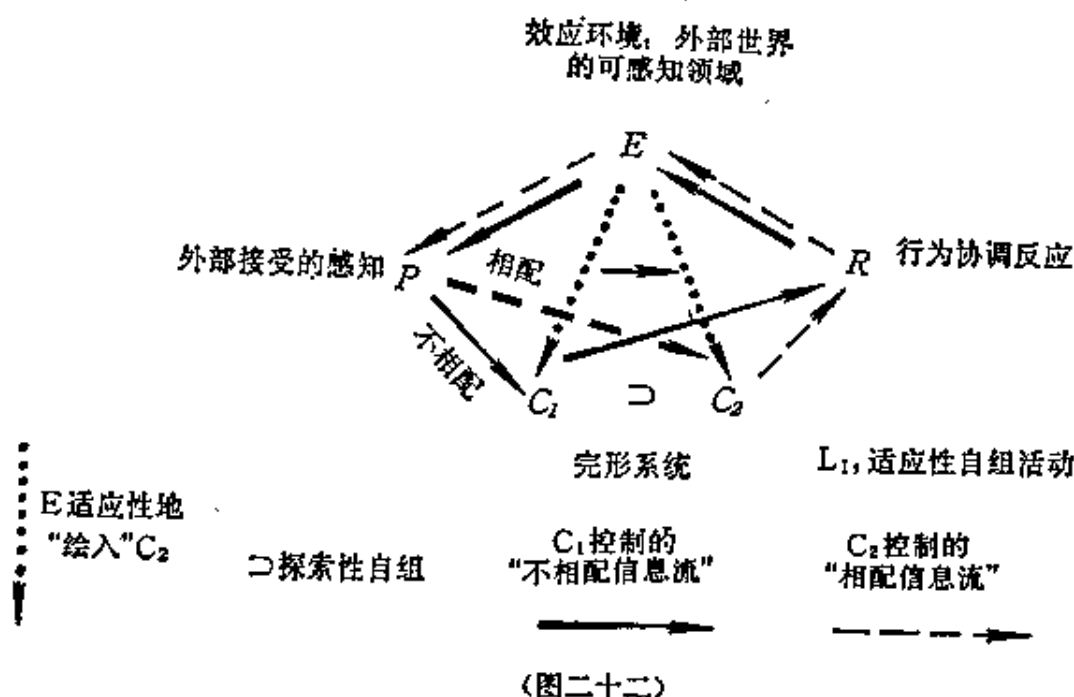 效应环境：外部世界
的可感知领域
E
外部接受的感知
P
相配
不相配
R
行为协调反应
C₁
⊃
C₂
完形系统
L₁, 适应性自组活动
E适应性地
“绘入”C₂
⊃探索性自组
C₁控制的
“不相配信息流”
C₂控制的
“相配信息流”
(图二十二)